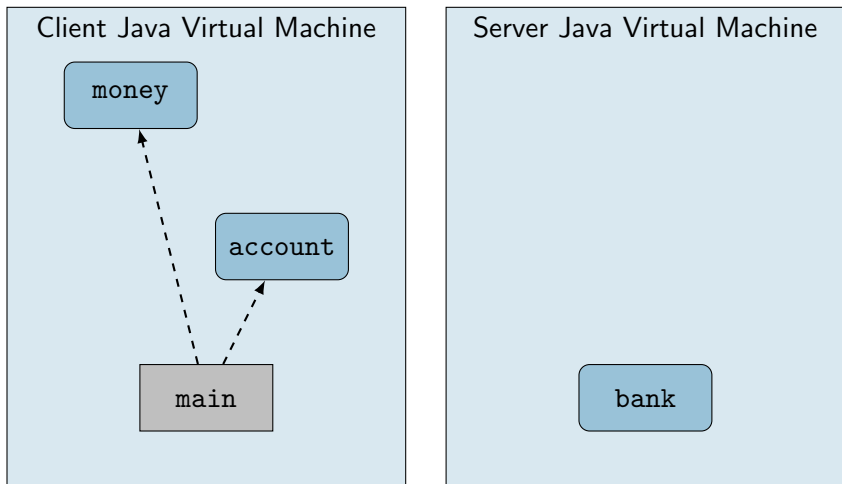 Client Java Virtual Machine
money
account
main
Server Java Virtual Machine
bank